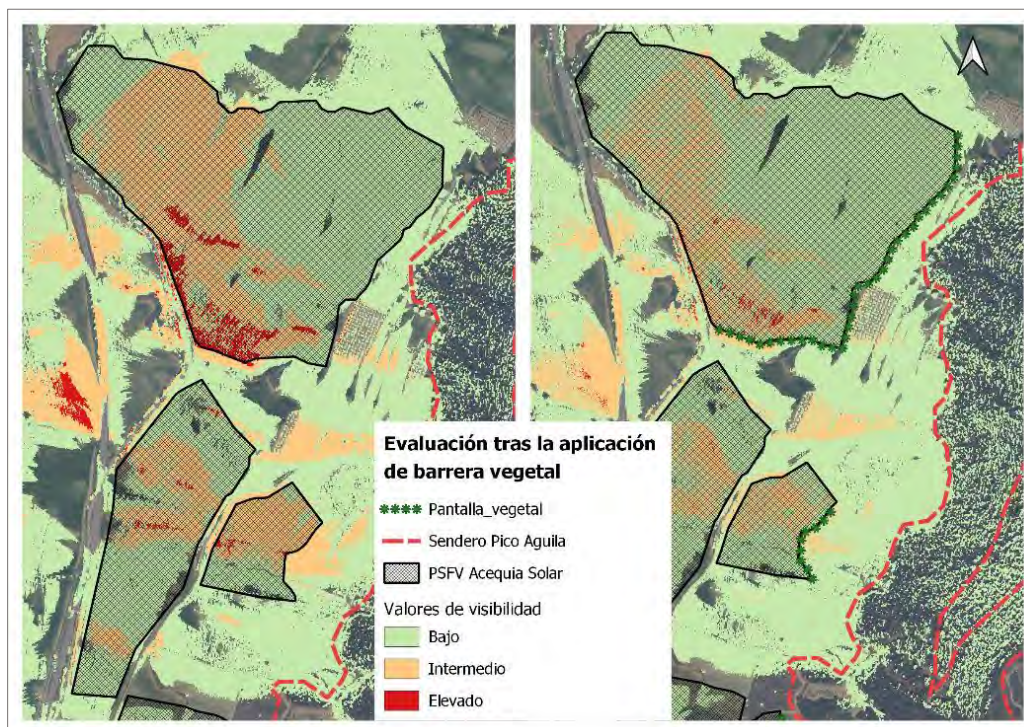 Evaluación tras la aplicación
de barrera vegetal
Pantalla_vegetal
Sendero Pico Aguila
PSFV Acequia Solar
Valores de visibilidad
Bajo
Intermedio
Elevado